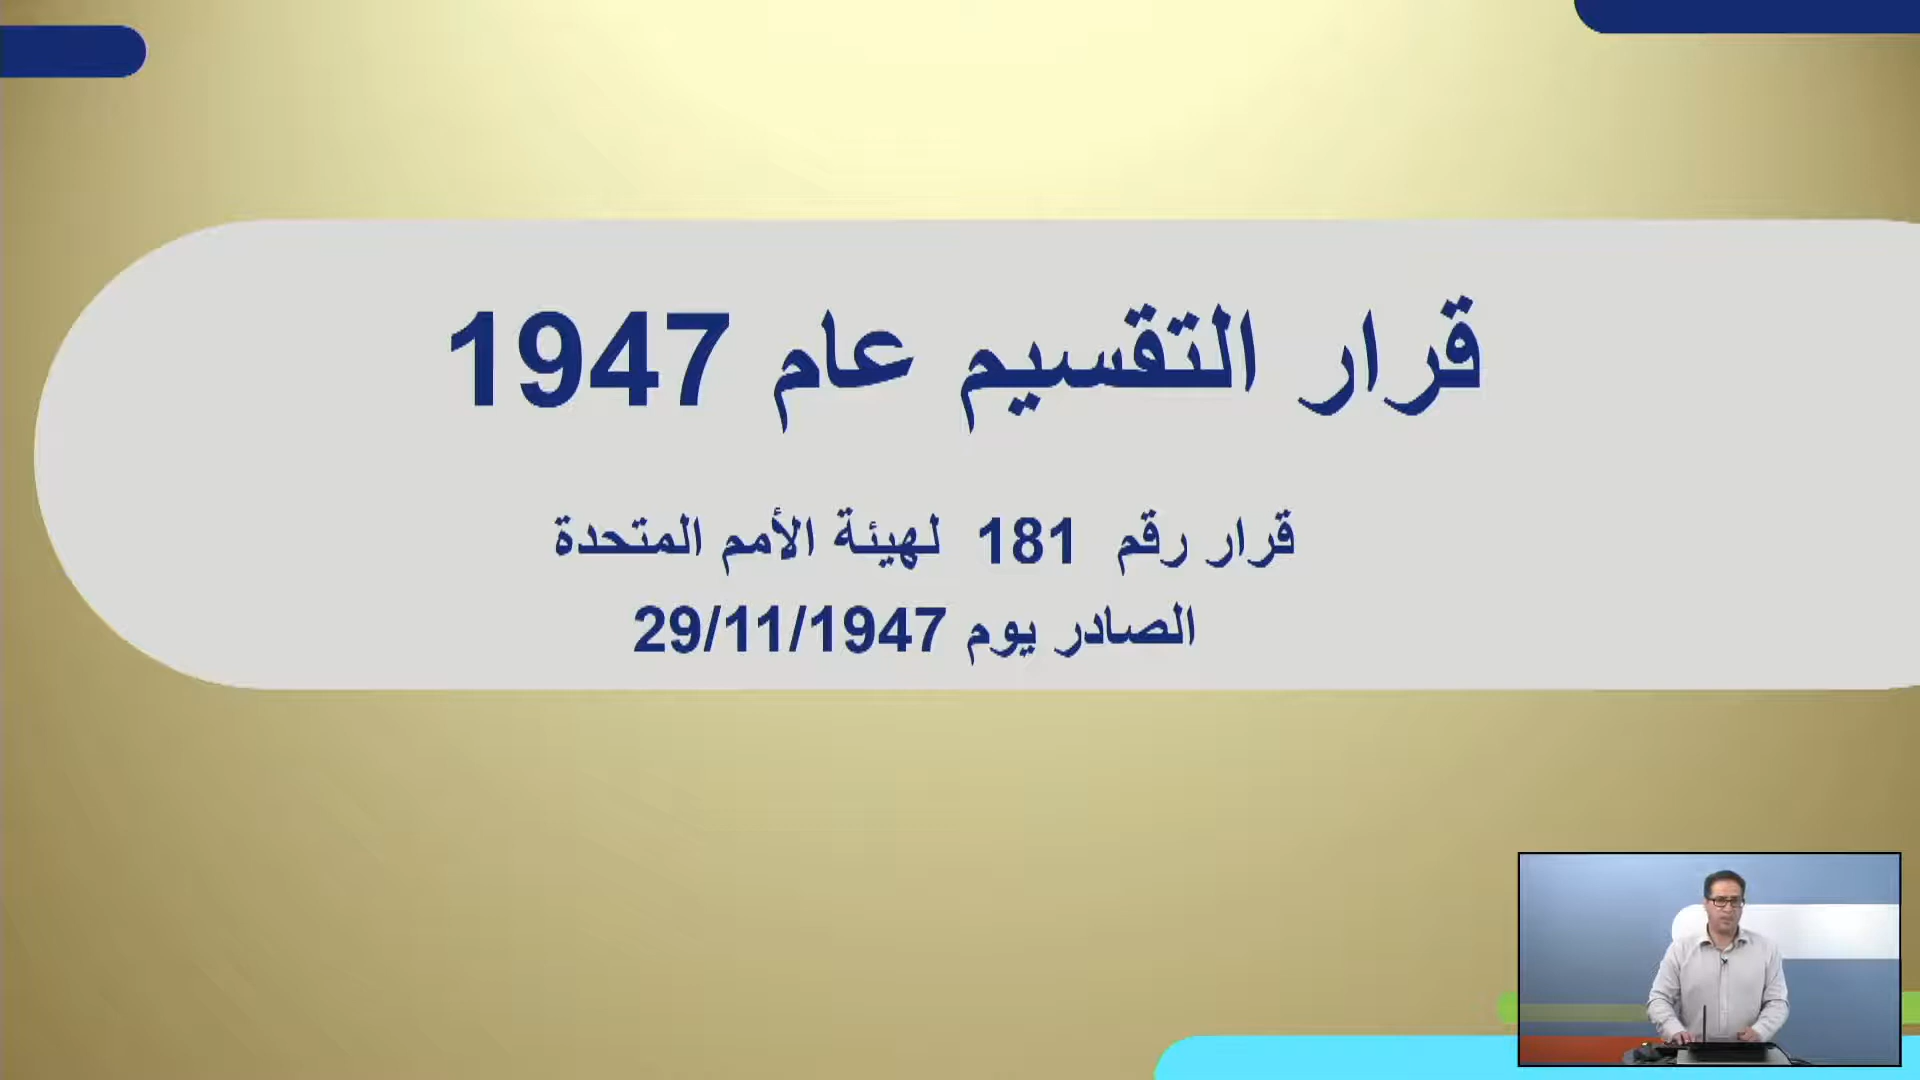 قرار التقسيم عام 1947
قرار رقم 181 لهيئة الأمم المتحدة
الصادر يوم 29/11/1947